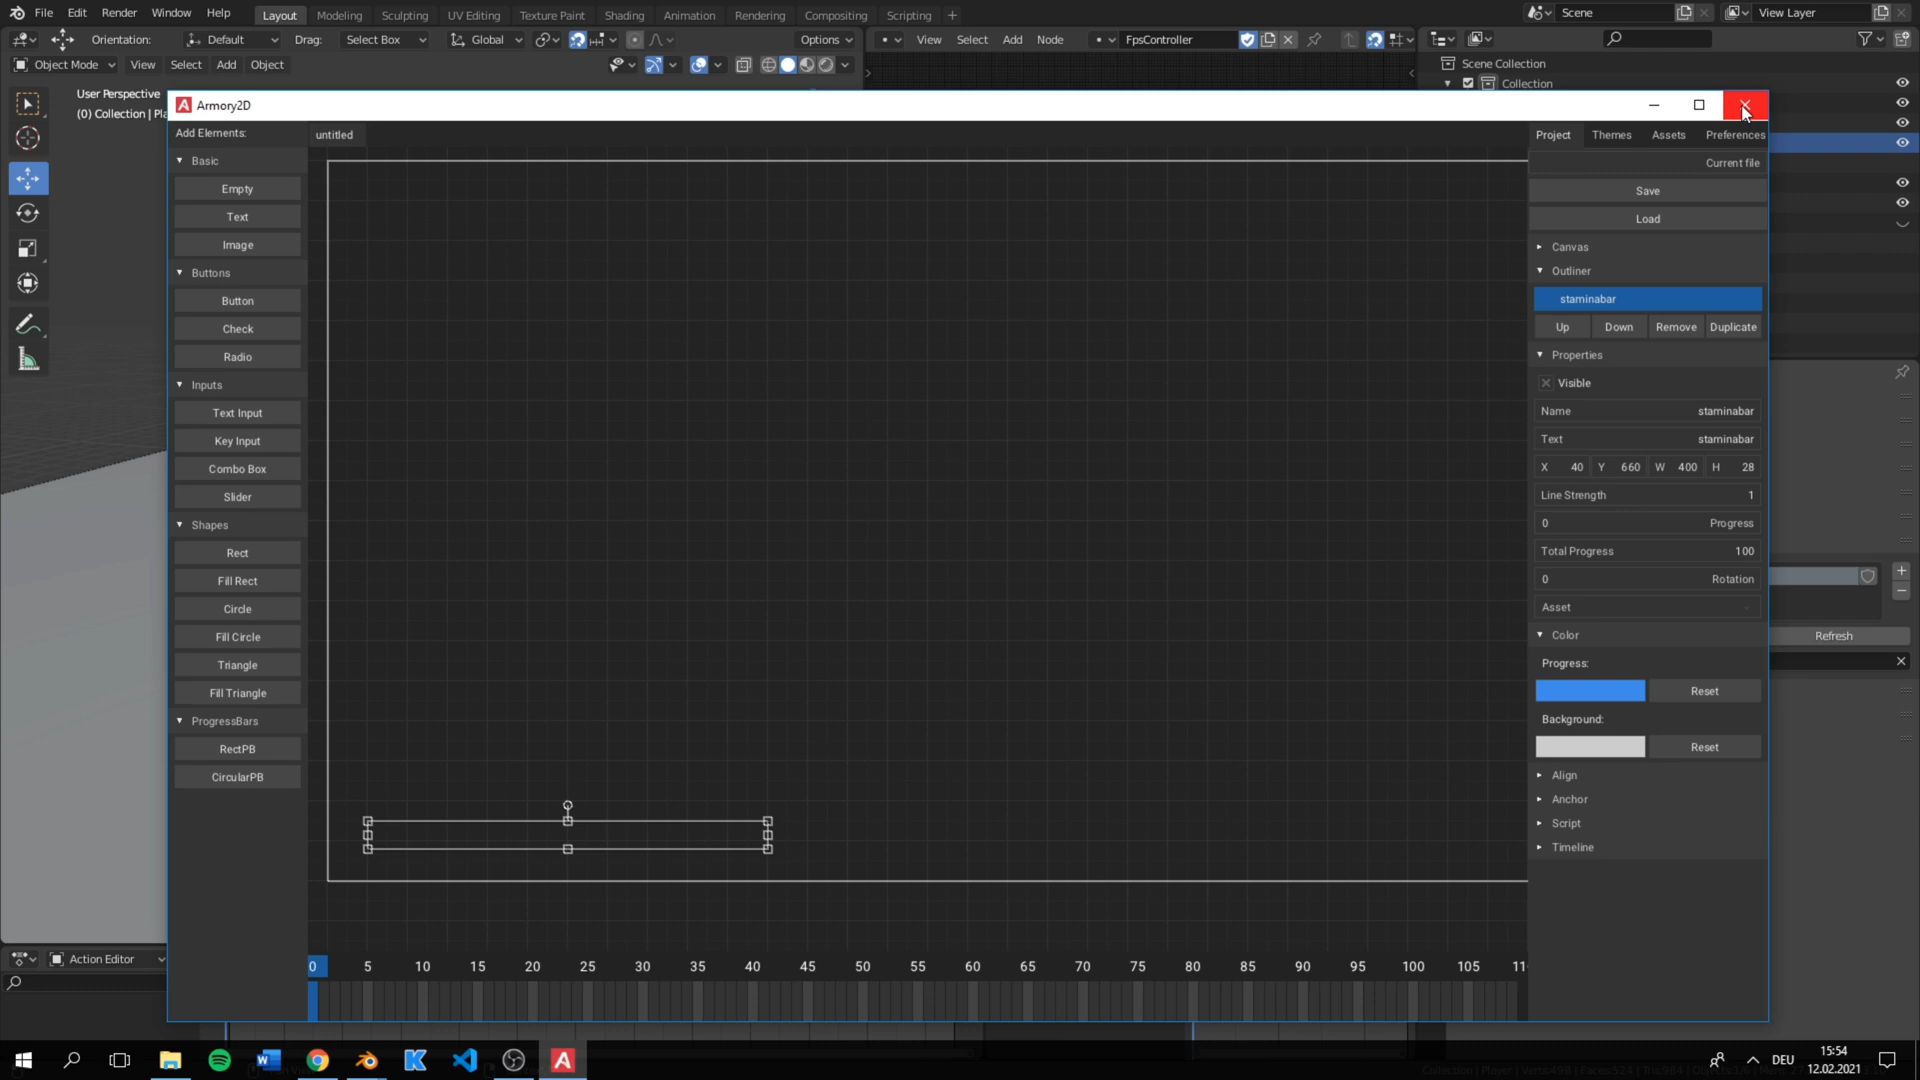 File Edit Render Window Help Layout Modeling Sculpting UV Editing Texture Paint Shading Animation Rendering Compositing Scripting + Scene View Layer
Orientation: Default Drag: Select Box Global Options View Select Add Node FpsController
Object Mode View Select Add Object Scene Collection
Collection
User Perspective
(0) Collection |
Armory2D
Add Elements:
untitled
Project Themes Assets Preferences
Basic
Current file
Empty
Save
Text
Load
Image
Canvas
Buttons
Outliner
Button
staminabar
Check
Up Down Remove Duplicate
Radio
Properties
Inputs
Visible
Text Input
Name staminabar
Key Input
Text staminabar
Combo Box
X 40 Y 660 W 400 H 28
Slider
Line Strength 1
Shapes
0 Progress
Rect
Total Progress 100
Fill Rect
0 Rotation
Circle
Asset
Fill Circle
Color
Refresh
Triangle
Progress:
Fill Triangle
Reset
ProgressBars
Background:
RectPB
Reset
CircularPB
Align
Anchor
Script
Timeline
Action Editor
0 5 10 15 20 25 30 35 40 45 50 55 60 65 70 75 80 85 90 95 100 105 11
DEU
15:54
12.02.2021